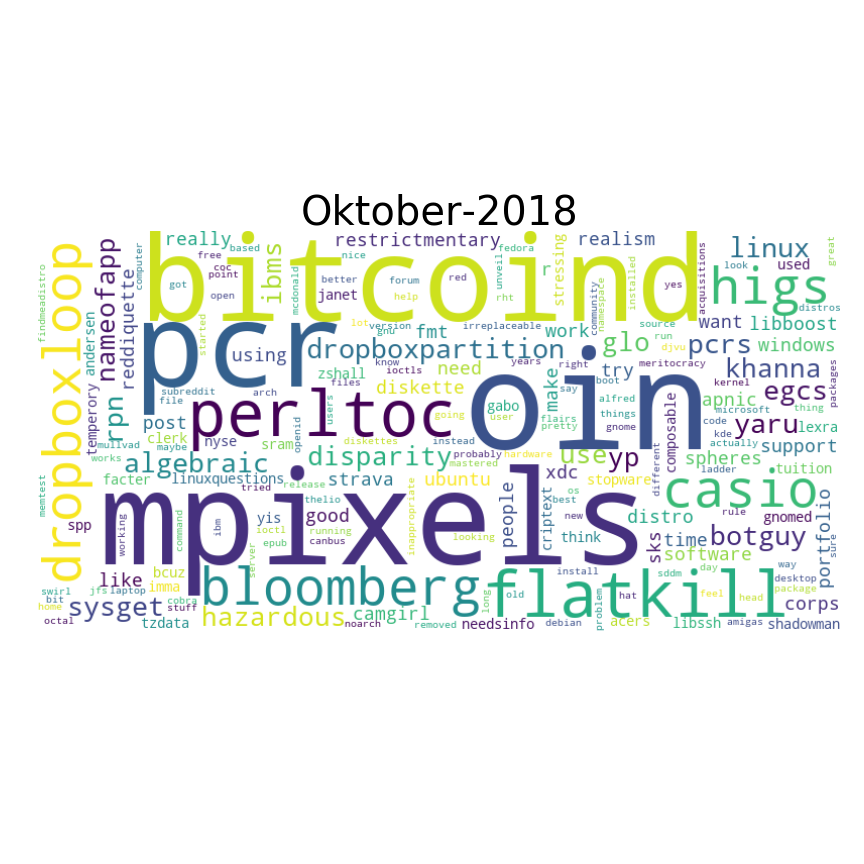 Oktober-2018
bitcoind
mpixels
oin
pcr
perltoc
flatkill
bloomberg
casio
higs
dropboxloop
dropboxpartition
disparity
algebraic
hazardous
sysget
nameofapp
botguy
khanna
yaru
egcs
linux
pcrs
glo
use
yp
rpn
ibms
restrictmentary
realism
really
reddiquette
andersen
temperory
libboost
windows
apnic
lexra
support
spheres
tuition
portfolio
corps
shadowman
software
time
sks
distro
gnomed
stopware
ubuntu
xdc
people
criptext
think
strava
linuxquestions
good
camgirl
needsinfo
acers
libssh
amigas
debian
removed
noarch
tzdata
octal
imma
bcuz
like
spp
yis
facter
clerk
nyse
sram
post
using
zshall
diskette
need
fmt
work
want
used
janet
stressing
r
try
make
gabo
composable
mcdonald
findmeadistro
computer
free
based
coc
point
got
open
nice
better
forum
red
help
rht
fedora
unveil
installed
namespace
community
yes
acquisitions
look
great
distros
source
run
djvu
meritocracy
kernel
packages
microsoft
thing
code
kde
actually
ladder
different
alfred
things
gnome
boot
say
right
years
irreplaceable
version
lot
know
ioctls
files
users
going
user
flairs
pretty
instead
probably
hardware
mastered
diskettes
openid
started
subreddit
arch
file
mullvad
maybe
works
memtest
tried
thelio
release
inappropriate
looking
running
canbus
ioctl
epub
server
ibm
command
working
swirl
bit
home
jfs
laptop
stuff
cobra
long
old
install
new
os
best
problem
hat
sddm
day
feel
head
way
desktop
package
sure
rule
gnu